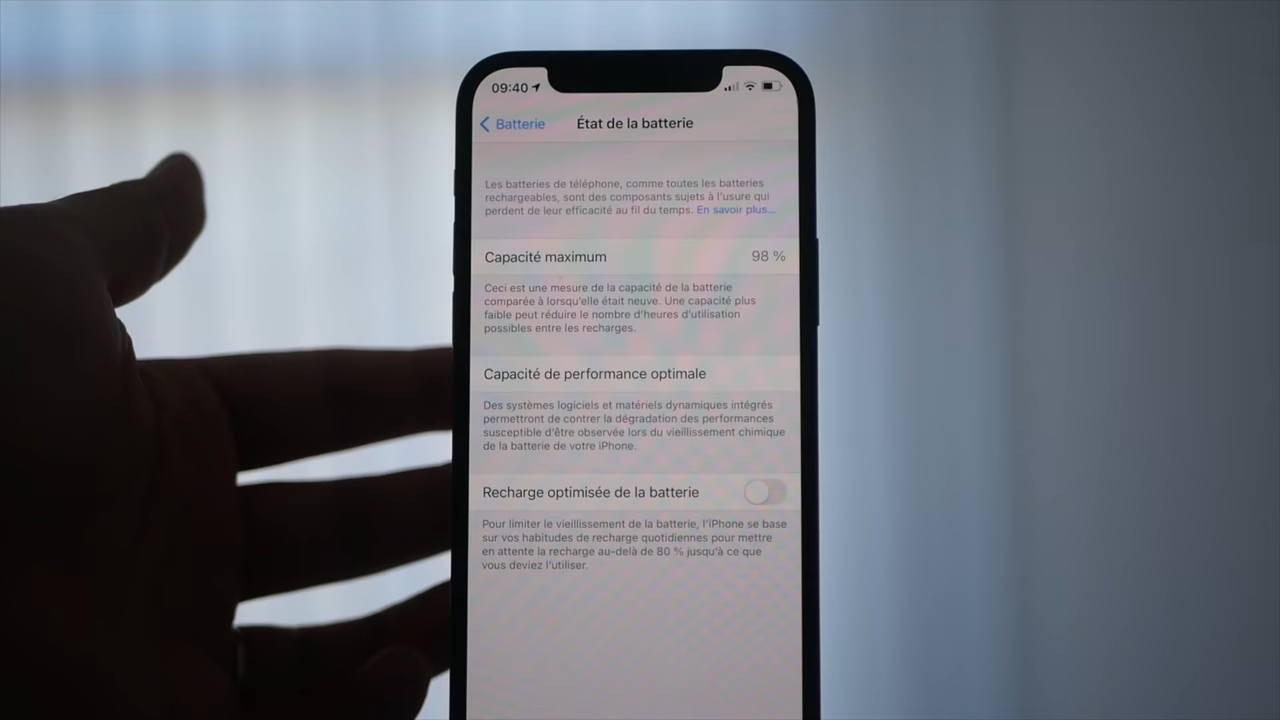 09:40
Batterie État de la batterie
Les batteries de téléphone, comme toutes les batteries
rechargeables, sont des composants sujets à l'usure qui
perdent de leur efficacité au fil du temps. En savoir plus...
Capacité maximum 98 %
Ceci est une mesure de la capacité de la batterie
comparée à lorsqu'elle était neuve. Une capacité plus
faible peut réduire le nombre d'heures d'utilisation
possibles entre les recharges.
Capacité de performance optimale
Des systèmes logiciels et matériels dynamiques intégrés
permettront de contrer la dégradation des performances
susceptible d'être observée lors du vieillissement chimique
de la batterie de votre iPhone.
Recharge optimisée de la batterie
Pour limiter le vieillissement de la batterie, l'iPhone se base
sur vos habitudes de recharge quotidiennes pour mettre
en attente la recharge au-delà de 80 % jusqu'à ce que
vous deviez l'utiliser.